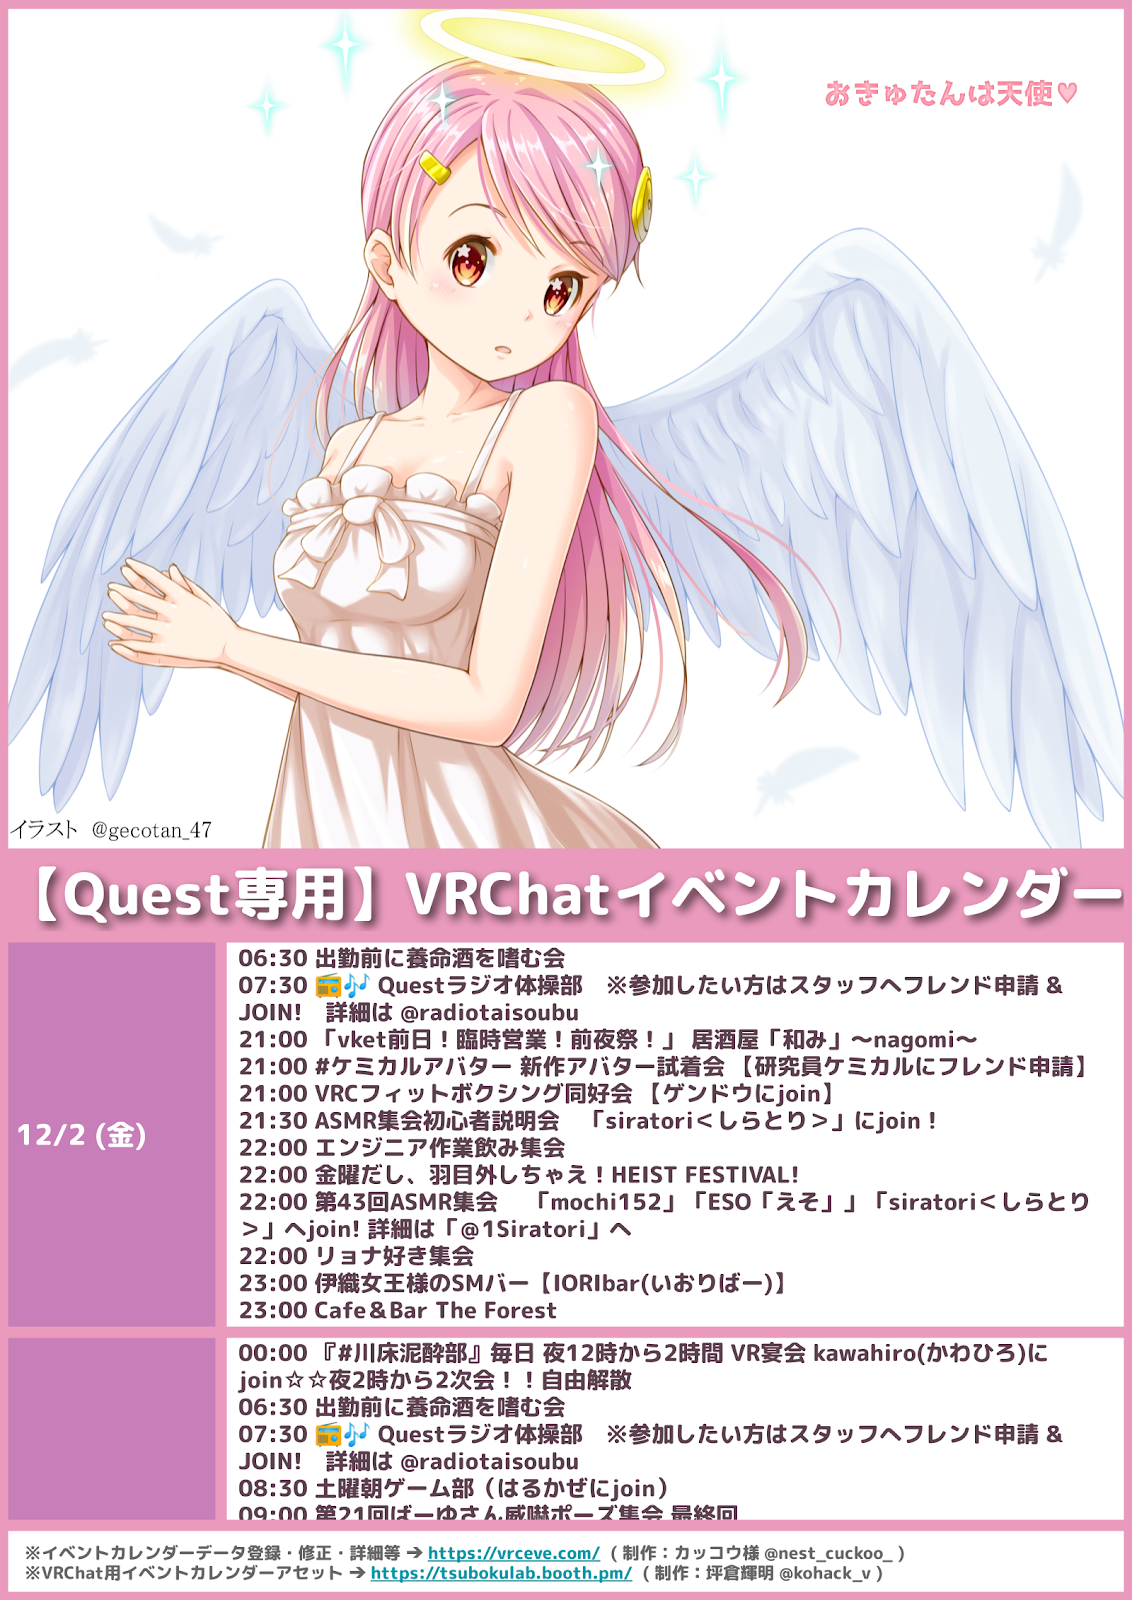 おきゅたんは天使♥
イラスト @gecotan_47
【Quest専用】VRChatイベントカレンダー
12/2 (金)
06:30 出勤前に養命酒を嗜む会
07:30 📻🎶 Questラジオ体操部　※参加したい方はスタッフへフレンド申請 &
JOIN!　詳細は @radiotaisoubu
21:00 「vket前日！臨時営業！前夜祭！」 居酒屋「和み」～nagomi～
21:00 #ケミカルアバター 新作アバター試着会 【研究員ケミカルにフレンド申請】
21:00 VRCフィットボクシング同好会 【ゲンドウにjoin】
21:30 ASMR集会初心者説明会　「siratori＜しらとり＞」にjoin！
22:00 エンジニア作業飲み集会
22:00 金曜だし、羽目外しちゃえ！HEIST FESTIVAL!
22:00 第43回ASMR集会　「mochi152」「ESO「えそ」」「siratori＜しらとり
＞」へjoin! 詳細は「@1Siratori」へ
22:00 リョナ好き集会
23:00 伊織女王様のSMバー【IORIbar(いおりばー)】
23:00 Cafe＆Bar The Forest
00:00 『#川床泥酔部』毎日 夜12時から2時間 VR宴会 kawahiro(かわひろ)に
join☆☆夜2時から2次会！！自由解散
06:30 出勤前に養命酒を嗜む会
07:30 📻🎶 Questラジオ体操部　※参加したい方はスタッフへフレンド申請 &
JOIN!　詳細は @radiotaisoubu
08:30 土曜朝ゲーム部（はるかぜにjoin）
09:00 第21回ばーゆさん威嚇ポーズ集会 最終回
※イベントカレンダーデータ登録・修正・詳細等 ➔ https://vrceve.com/ （制作：カッコウ様 @nest_cuckoo_ ）
※VRChat用イベントカレンダーアセット ➔ https://tsubokulab.booth.pm/ （制作：坪倉輝明 @kohack_v ）